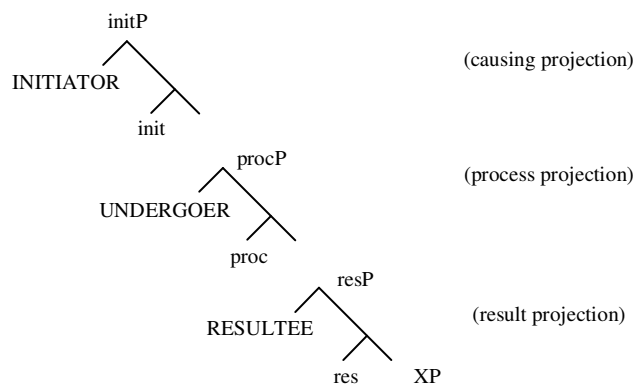 initP
(causing projection)
INITIATOR
init
procP
(process projection)
UNDERGOER
proc
resP
(result projection)
RESULTEE
res XP